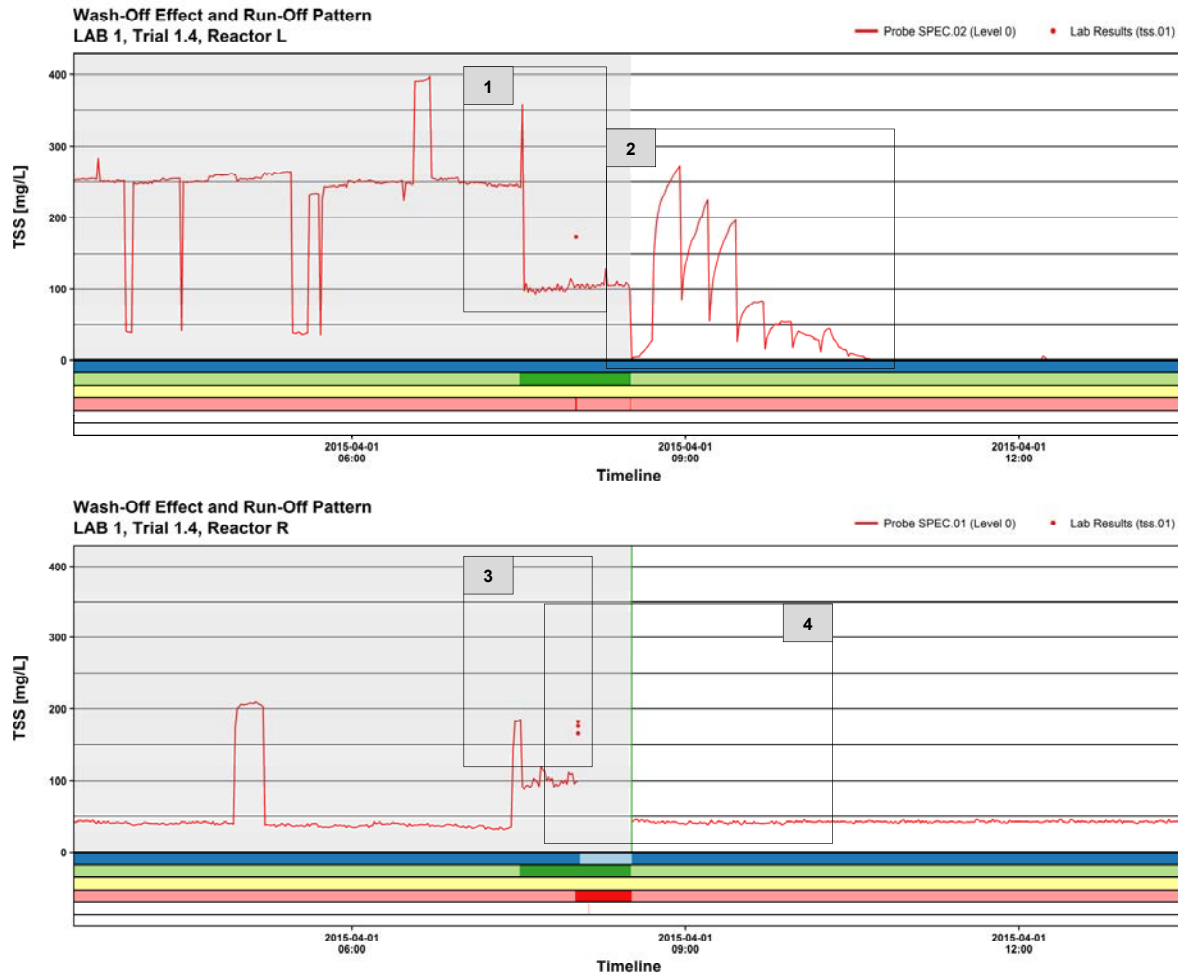 Wash-Off Effect and Run-Off Pattern
LAB 1, Trial 1.4, Reactor L
Probe SPEC.02 (Level 0)
Lab Results (tss.01)
TSS [mg/L]
400
300
200
100
0
1
2
2015-04-01
06:00
2015-04-01
09:00
2015-04-01
12:00
Timeline
Wash-Off Effect and Run-Off Pattern
LAB 1, Trial 1.4, Reactor R
Probe SPEC.01 (Level 0)
Lab Results (tss.01)
TSS [mg/L]
400
300
200
100
0
3
4
2015-04-01
06:00
2015-04-01
09:00
2015-04-01
12:00
Timeline